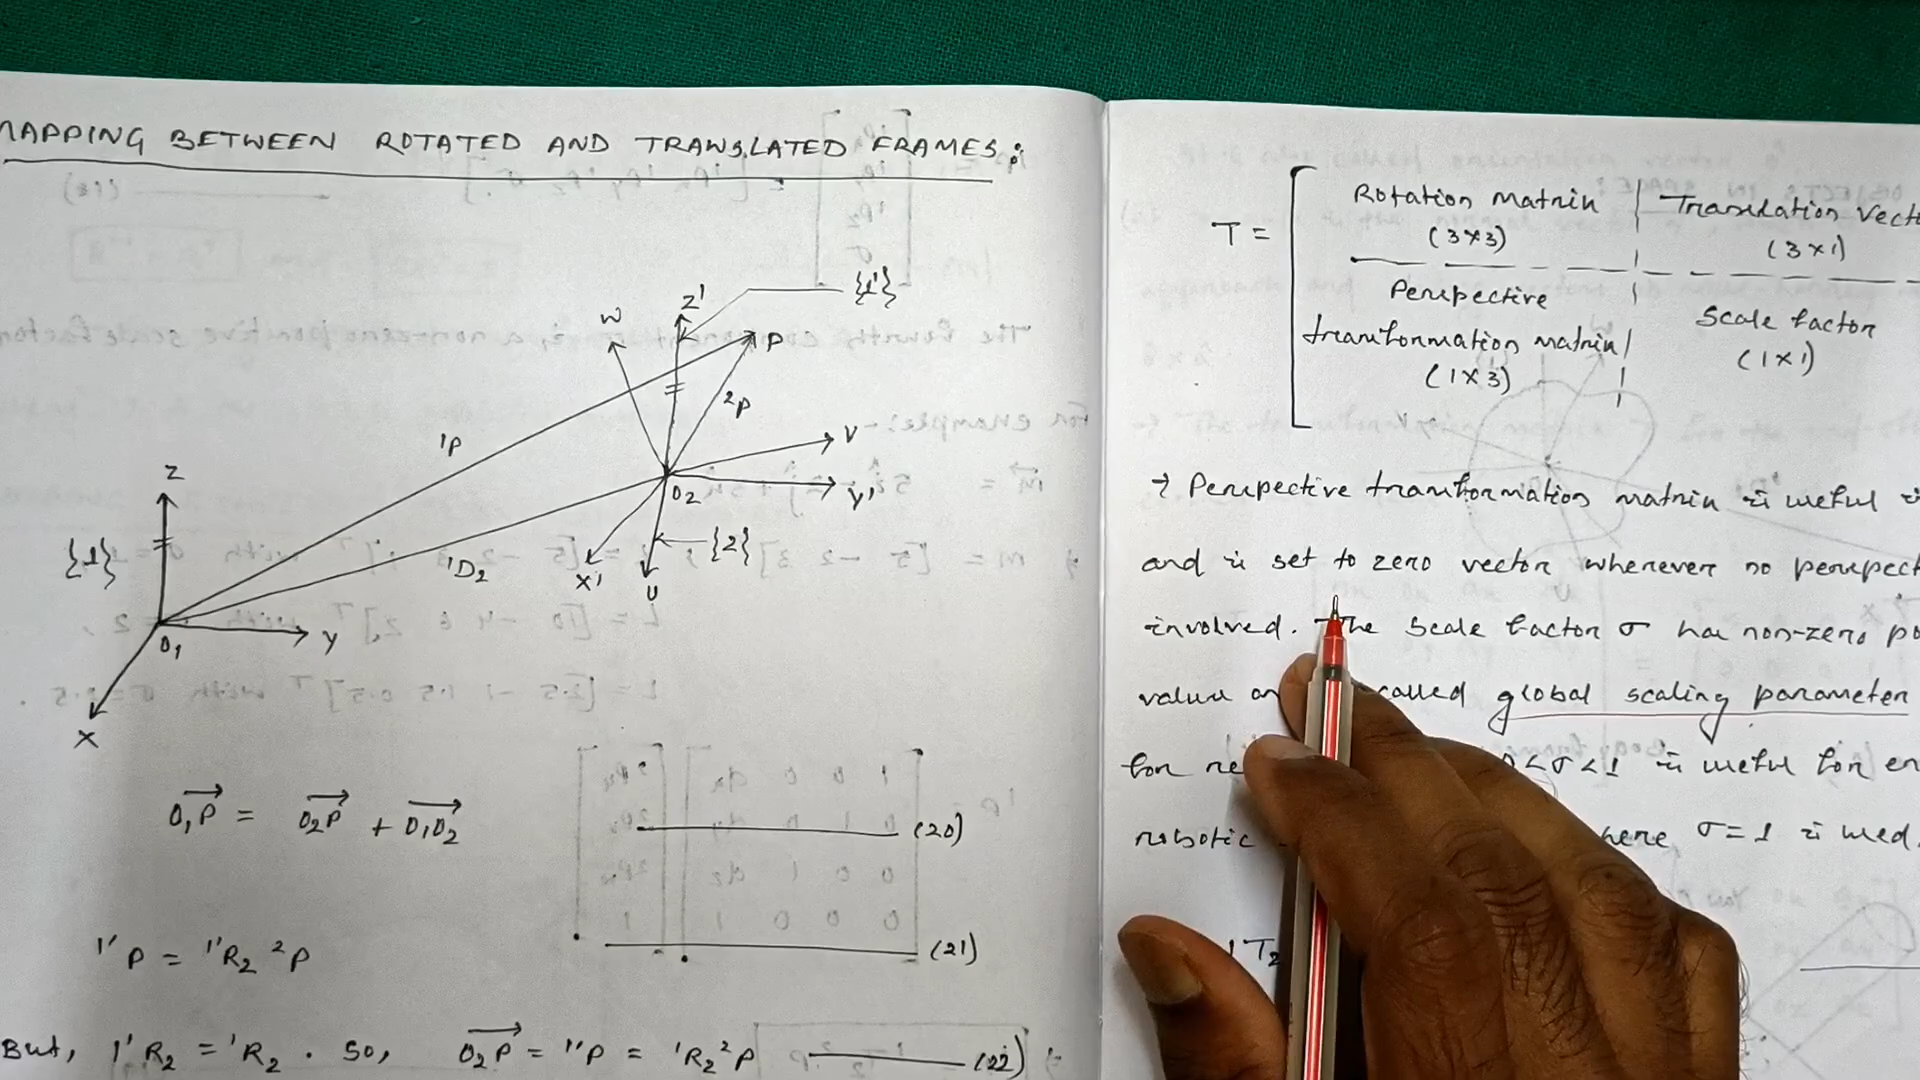 MAPPING BETWEEN ROTATED AND TRANSLATED FRAMES:
{1'}
Z'
W
P
²P
¹P
V
Z
Y'
O₂
{1}
{2}
X'
U
¹D₂
O₁
Y
X
O₁P = O₂P + O₁O₂ (20)
¹'P = ¹'R₂ ²P (21)
But, ¹'R₂ = ¹R₂. So, O₂P = ¹'P = ¹R₂ ²P (22)
T =
Rotation matrix
(3×3)
Translation Vect
(3×1)
Perspective
transformation matrix
(1×3)
Scale factor
(1×1)
→ Perspective transformation matrix is useful i
and is set to zero vector wherever no perspect
involved. The scale factor σ has non-zero po
value called global scaling parameter
for 0<σ<1 is useful for
robotic here σ=1 is used.
¹T₂